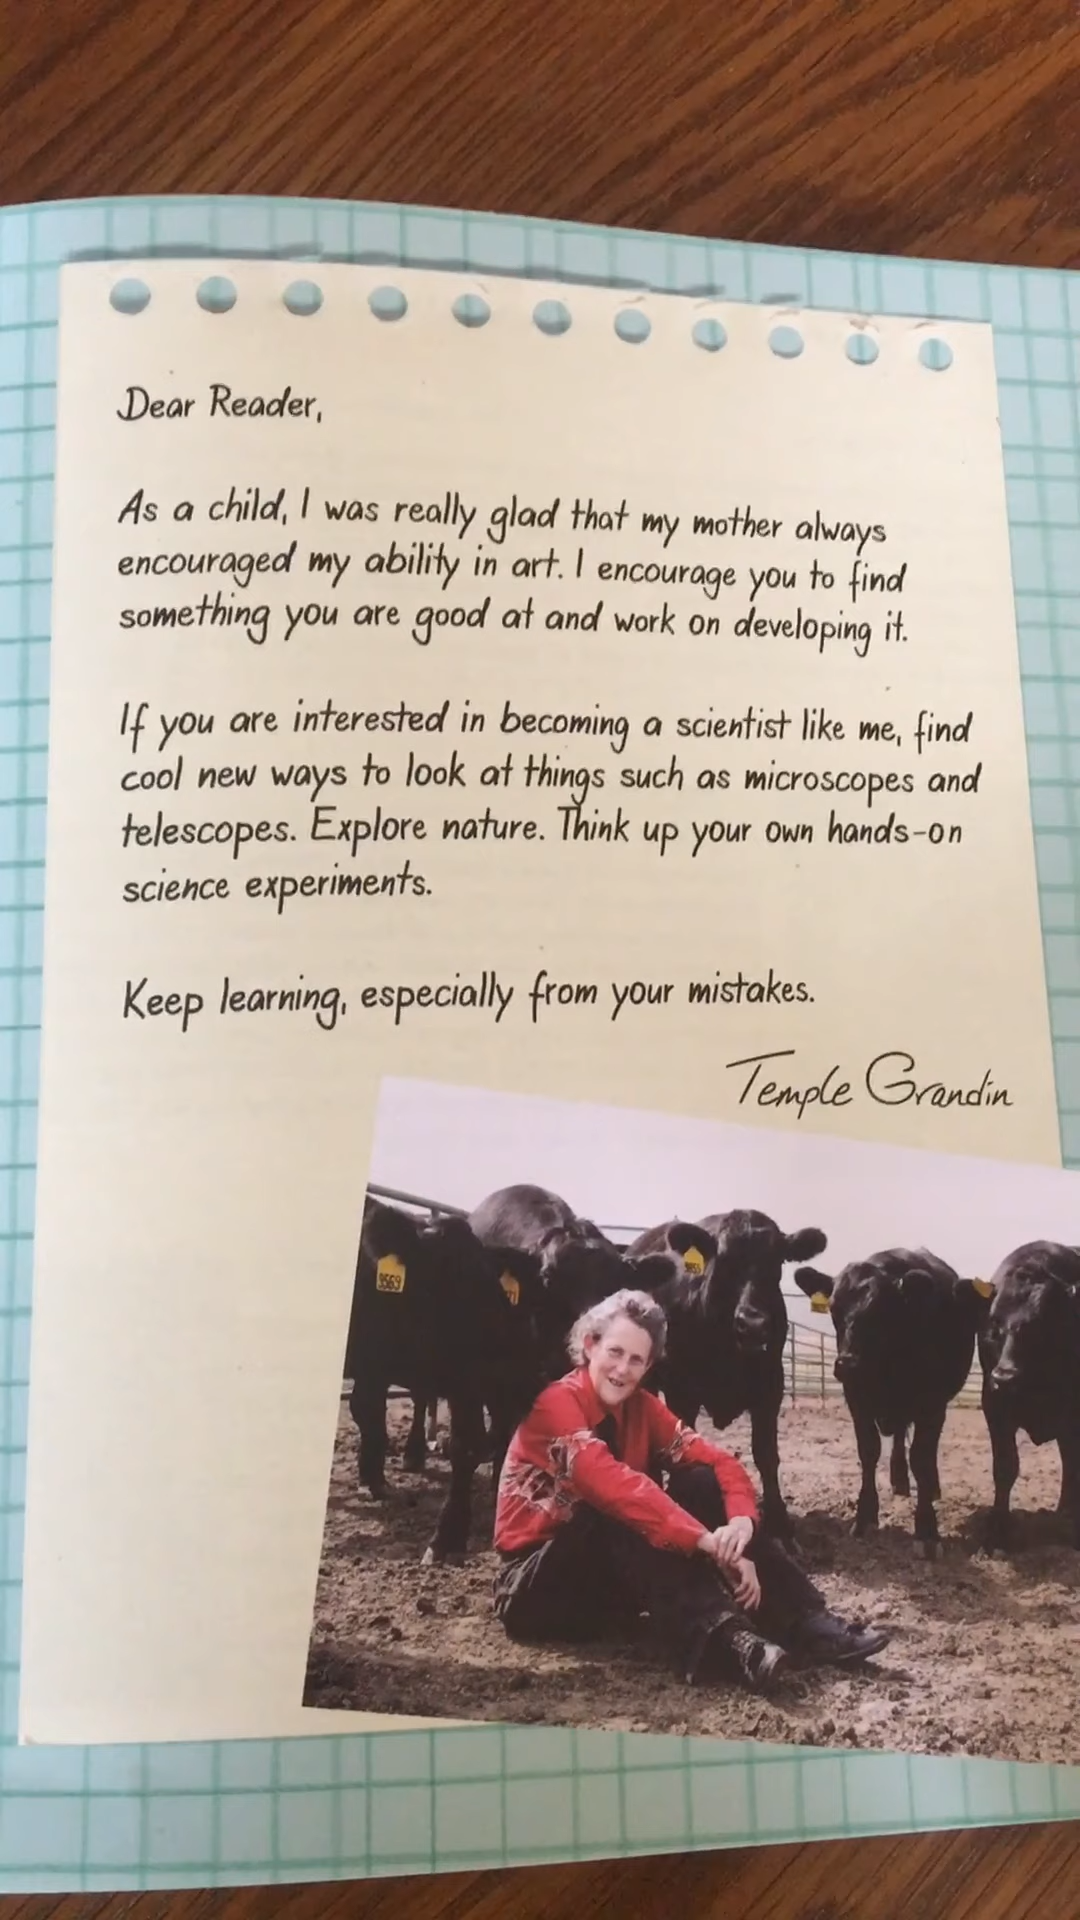 Dear Reader,
As a child, I was really glad that my mother always
encouraged my ability in art. I encourage you to find
something you are good at and work on developing it.
If you are interested in becoming a scientist like me, find
cool new ways to look at things such as microscopes and
telescopes. Explore nature. Think up your own hands-on
science experiments.
Keep learning, especially from your mistakes.
Temple Grandin
9569